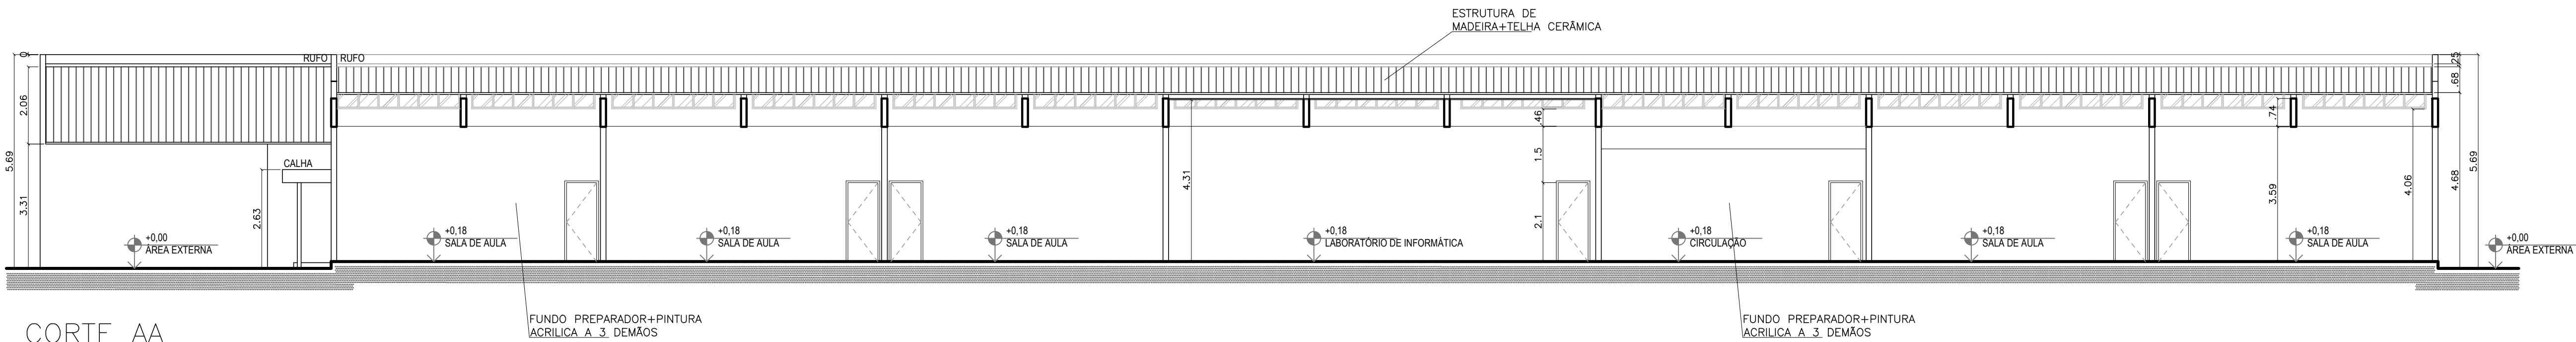 ESTRUTURA DE
MADEIRA+TELHA CERÂMICA
RUFO
RUFO
.25
.68
2.06
5.69
3.31
CALHA
2.63
4.31
.46
1.5
2.1
.74
3.59
4.06
4.68
5.69
+0,00
ÁREA EXTERNA
+0,18
SALA DE AULA
+0,18
SALA DE AULA
+0,18
SALA DE AULA
+0,18
LABORATÓRIO DE INFORMÁTICA
+0,18
CIRCULAÇÃO
+0,18
SALA DE AULA
+0,18
SALA DE AULA
+0,00
ÁREA EXTERNA
FUNDO PREPARADOR+PINTURA
ACRILICA A 3 DEMÃOS
FUNDO PREPARADOR+PINTURA
ACRILICA A 3 DEMÃOS
CORTE AA